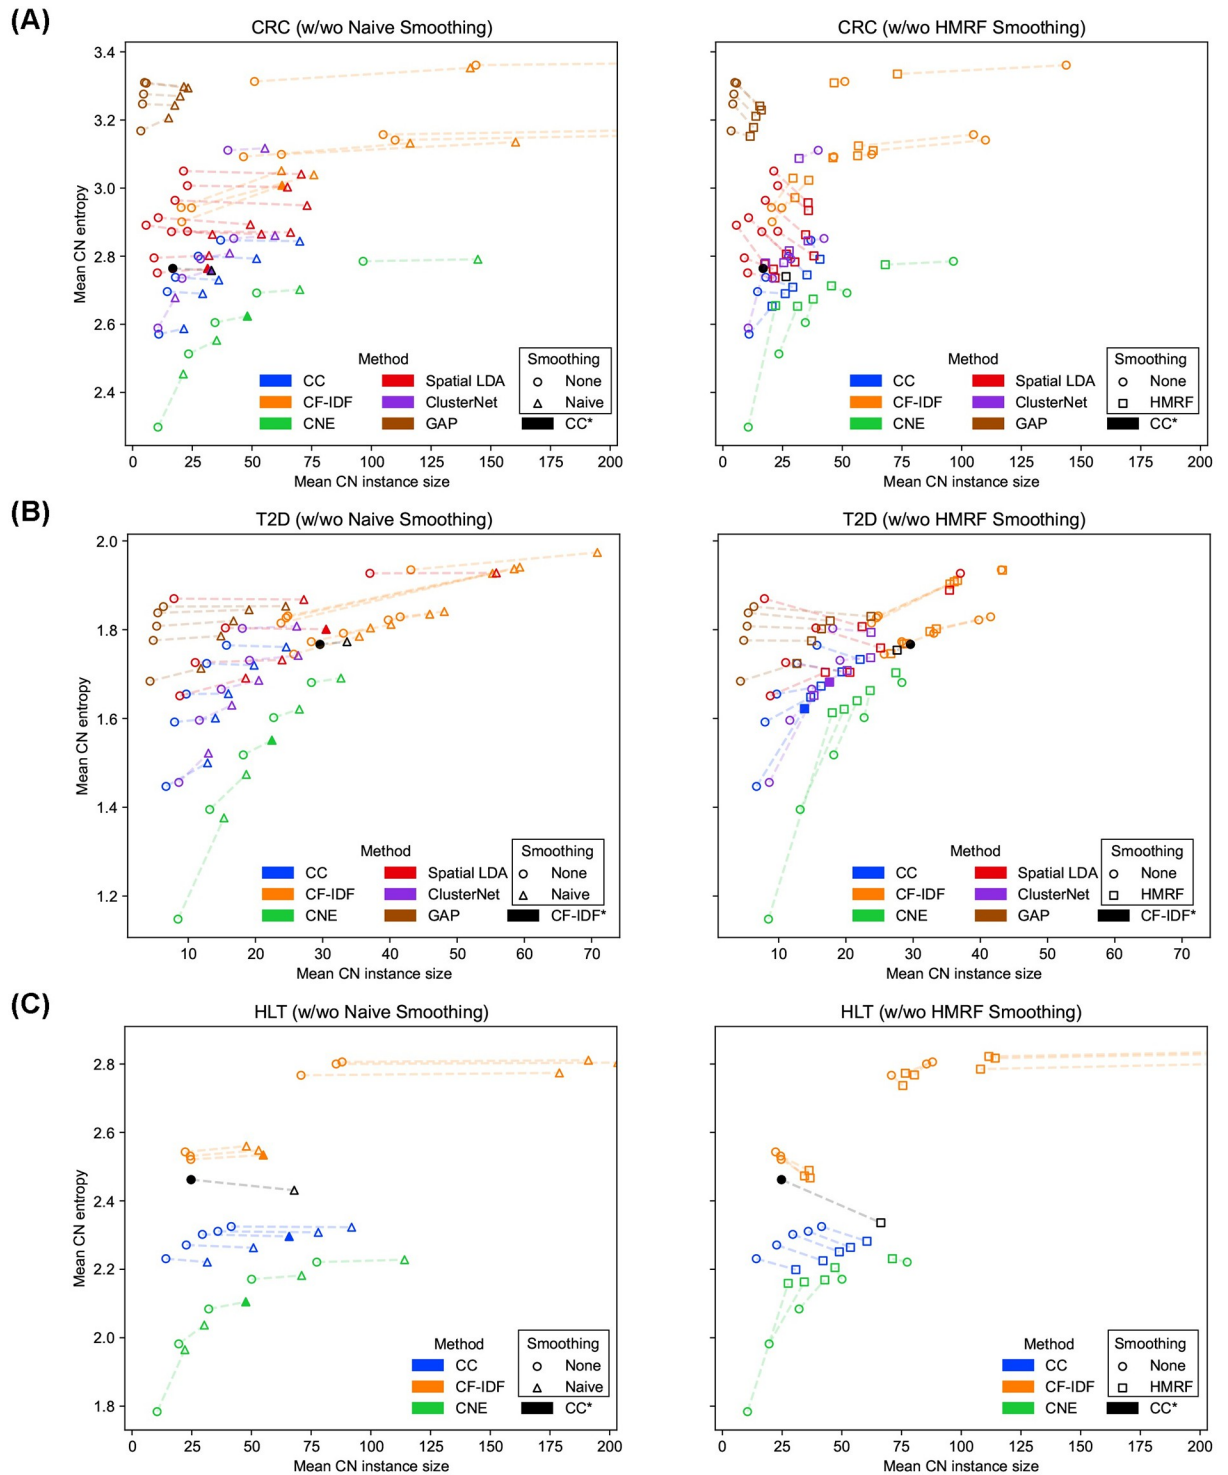 (A)
CRC (w/wo Naive Smoothing)
Mean CN entropy
3.4
3.2
3.0
2.8
2.6
2.4
Method
Smoothing
CC
Spatial LDA
None
CF-IDF
ClusterNet
Naive
CNE
GAP
CC*
0 25 50 75 100 125 150 175 200
Mean CN instance size
CRC (w/wo HMRF Smoothing)
Method
Smoothing
CC
Spatial LDA
None
CF-IDF
ClusterNet
HMRF
CNE
GAP
CC*
0 25 50 75 100 125 150 175 200
Mean CN instance size
(B)
T2D (w/wo Naive Smoothing)
Mean CN entropy
2.0
1.8
1.6
1.4
1.2
Method
Smoothing
CC
Spatial LDA
None
CF-IDF
ClusterNet
Naive
CNE
GAP
CF-IDF*
10 20 30 40 50 60 70
Mean CN instance size
T2D (w/wo HMRF Smoothing)
Method
Smoothing
CC
Spatial LDA
None
CF-IDF
ClusterNet
HMRF
CNE
GAP
CF-IDF*
10 20 30 40 50 60 70
Mean CN instance size
(C)
HLT (w/wo Naive Smoothing)
Mean CN entropy
2.8
2.6
2.4
2.2
2.0
1.8
Method
Smoothing
CC
None
CF-IDF
Naive
CNE
CC*
0 25 50 75 100 125 150 175 200
Mean CN instance size
HLT (w/wo HMRF Smoothing)
Method
Smoothing
CC
None
CF-IDF
HMRF
CNE
CC*
0 25 50 75 100 125 150 175 200
Mean CN instance size